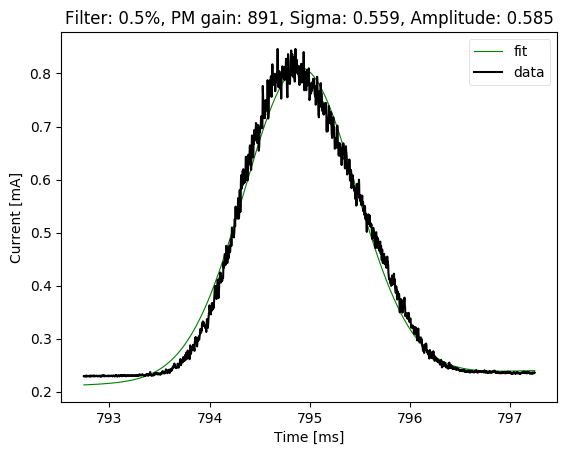 Filter: 0.5%, PM gain: 891, Sigma: 0.559, Amplitude: 0.585
fit
data
0.8
0.7
0.6
0.5
0.4
0.3
0.2
Current [mA]
793 794 795 796 797
Time [ms]